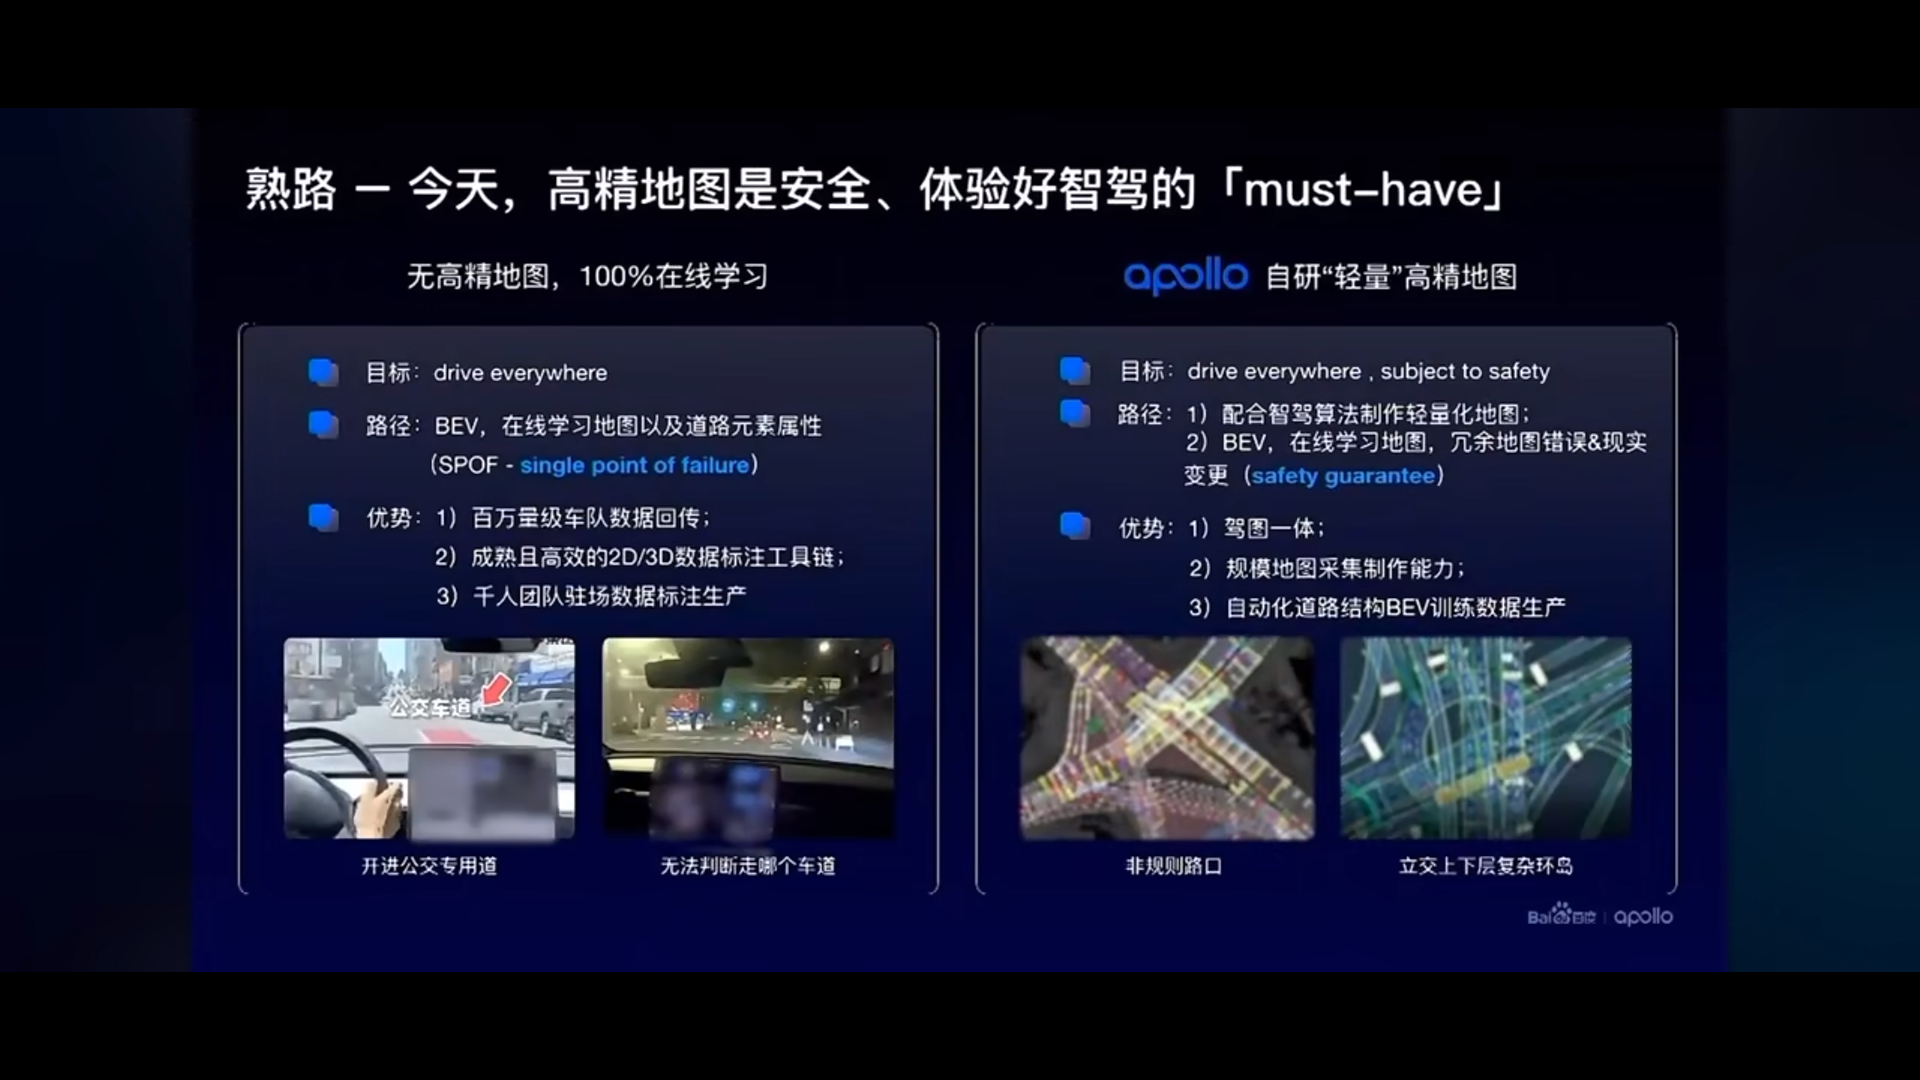 熟路 — 今天，高精地图是安全、体验好智驾的「must-have」
无高精地图，100%在线学习
目标：drive everywhere
路径：BEV，在线学习地图以及道路元素属性
（SPOF - single point of failure）
优势：1）百万量级车队数据回传；
2）成熟且高效的2D/3D数据标注工具链；
3）千人团队驻场数据标注生产
公交车道
开进公交专用道
无法判断走哪个车道
apollo 自研“轻量”高精地图
目标：drive everywhere , subject to safety
路径：1）配合智驾算法制作轻量化地图；
2）BEV，在线学习地图，冗余地图错误&现实
变更（safety guarantee）
优势：1）驾图一体；
2）规模地图采集制作能力；
3）自动化道路结构BEV训练数据生产
非规则路口
立交上下层复杂环岛
Bai百度 | apollo